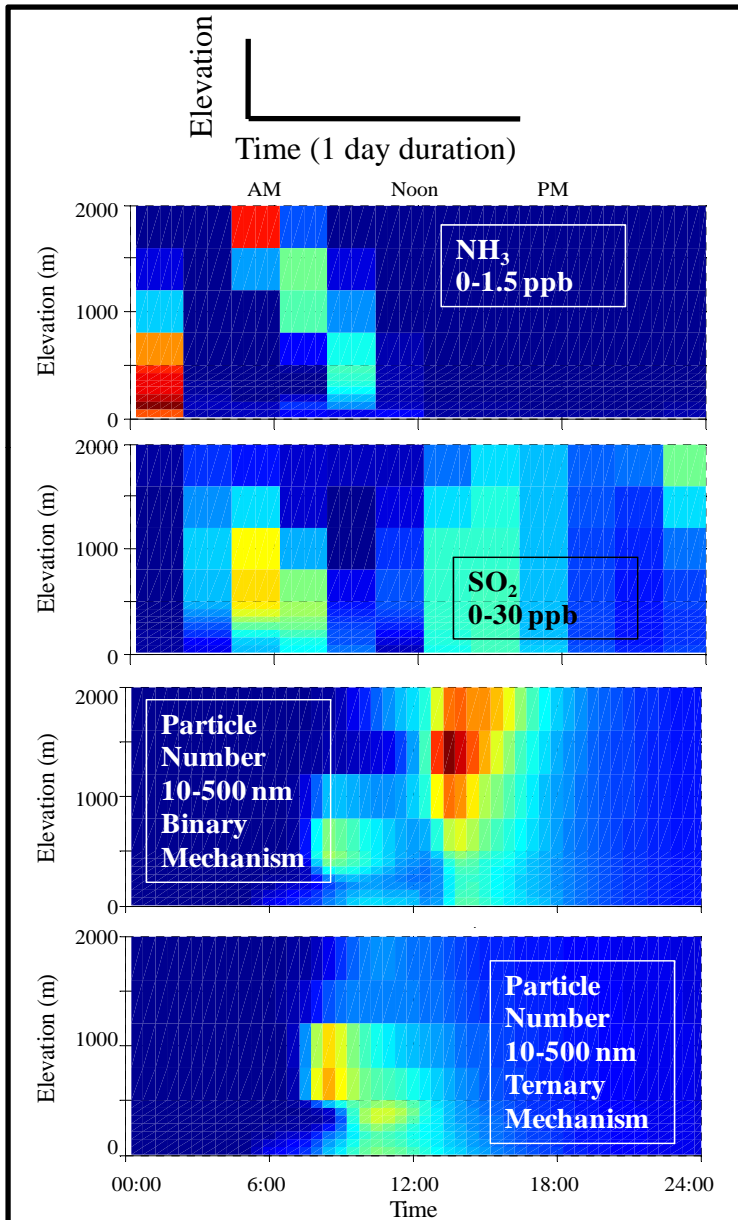 Elevation
Time (1 day duration)
AM Noon PM
2000
1000
0
Elevation (m)
NH₃
0-1.5 ppb
2000
1000
0
Elevation (m)
SO₂
0-30 ppb
2000
1000
0
Elevation (m)
Particle
Number
10-500 nm
Binary
Mechanism
2000
1000
0
Elevation (m)
Particle
Number
10-500 nm
Ternary
Mechanism
00:00 6:00 12:00 18:00 24:00
Time